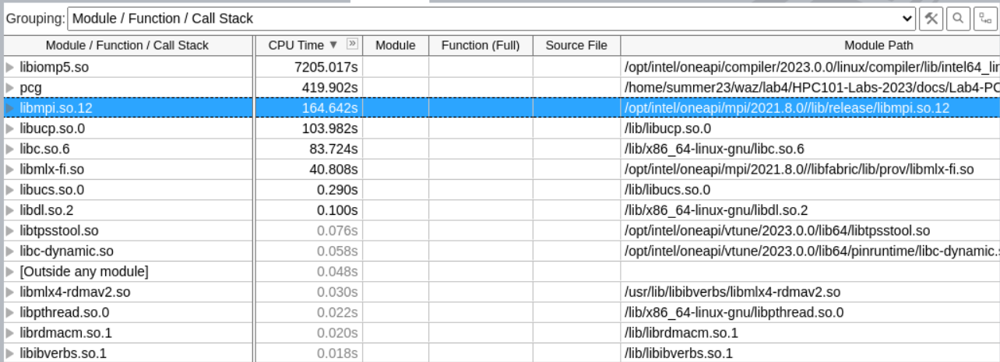 Grouping: Module / Function / Call Stack
Module / Function / Call Stack CPU Time ▼ » Module Function (Full) Source File Module Path
libiomp5.so 7205.017s /opt/intel/oneapi/compiler/2023.0.0/linux/compiler/lib/intel64_lin
pcg 419.902s /home/summer23/waz/lab4/HPC101-Labs-2023/docs/Lab4-PC
libmpi.so.12 164.642s /opt/intel/oneapi/mpi/2021.8.0//lib/release/libmpi.so.12
libucp.so.0 103.982s /lib/libucp.so.0
libc.so.6 83.724s /lib/x86_64-linux-gnu/libc.so.6
libmlx-fi.so 40.808s /opt/intel/oneapi/mpi/2021.8.0//libfabric/lib/prov/libmlx-fi.so
libucs.so.0 0.290s /lib/libucs.so.0
libdl.so.2 0.100s /lib/x86_64-linux-gnu/libdl.so.2
libtpsstool.so 0.076s /opt/intel/oneapi/vtune/2023.0.0/lib64/libtpsstool.so
libc-dynamic.so 0.058s /opt/intel/oneapi/vtune/2023.0.0/lib64/pinruntime/libc-dynamic.s
[Outside any module] 0.048s
libmlx4-rdmav2.so 0.030s /usr/lib/libibverbs/libmlx4-rdmav2.so
libpthread.so.0 0.022s /lib/x86_64-linux-gnu/libpthread.so.0
librdmacm.so.1 0.020s /lib/librdmacm.so.1
libibverbs.so.1 0.018s /lib/libibverbs.so.1